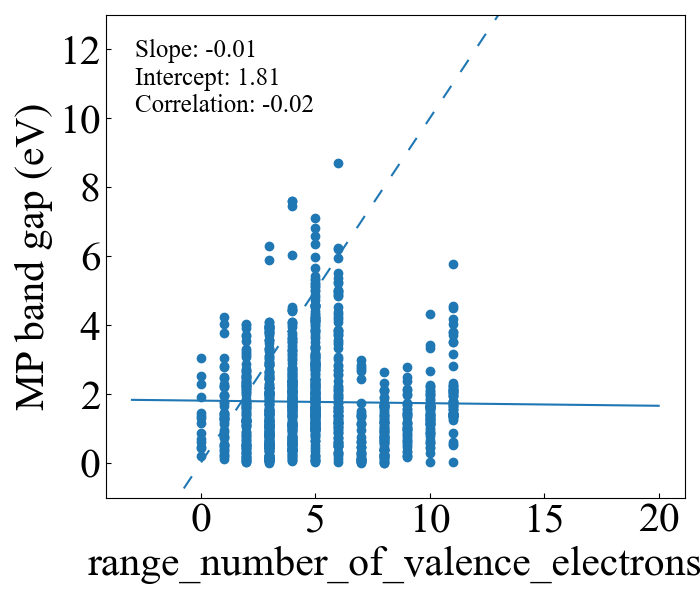 Slope: -0.01
Intercept: 1.81
Correlation: -0.02
MP band gap (eV)
12
10
8
6
4
2
0
0 5 10 15 20
range_number_of_valence_electrons